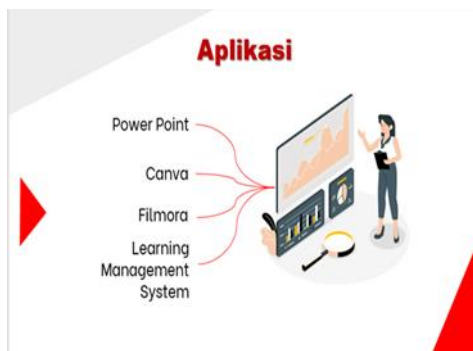 Aplikasi
Power Point
Canva
Filmora
Learning
Management
System